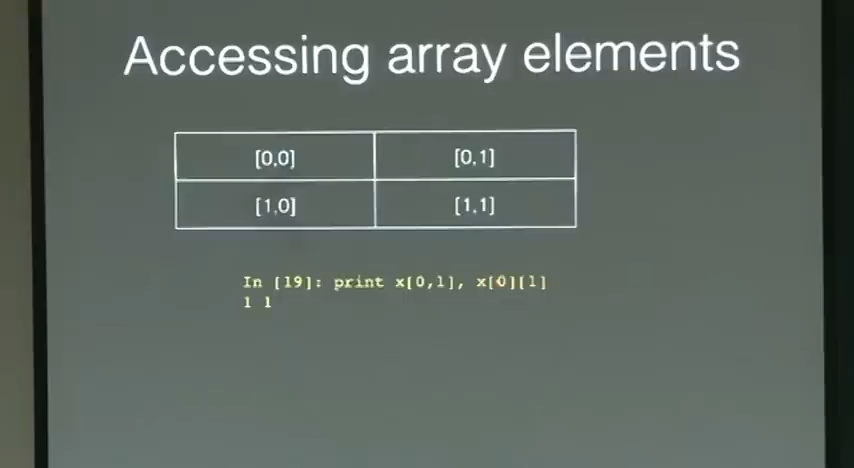 Accessing array elements
[0,0] [0,1]
[1,0] [1,1]
In [19]: print x[0,1], x[0][1]
1 1